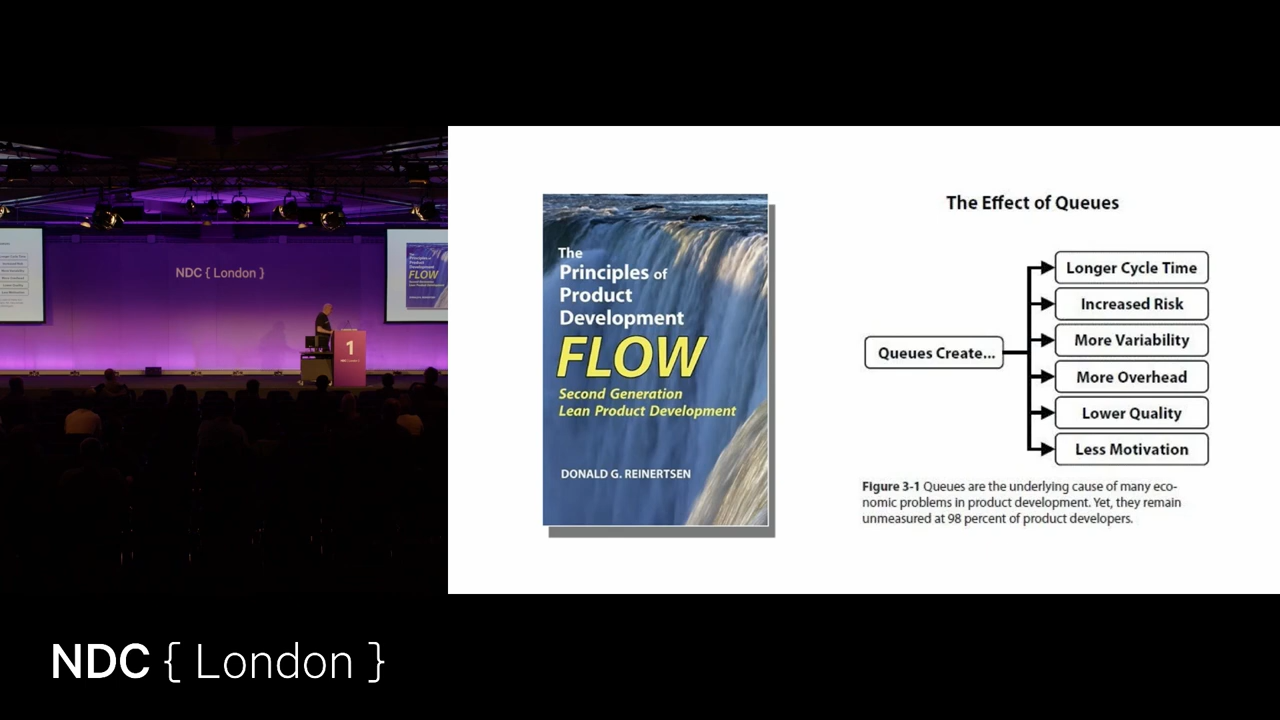 NDC { London }
1
The
Principles of
Product
Development
FLOW
Second Generation
Lean Product Development
DONALD G. REINERTSEN
The Effect of Queues
Queues Create...
Longer Cycle Time
Increased Risk
More Variability
More Overhead
Lower Quality
Less Motivation
Figure 3-1 Queues are the underlying cause of many eco-
nomic problems in product development. Yet, they remain
unmeasured at 98 percent of product developers.
NDC { London }